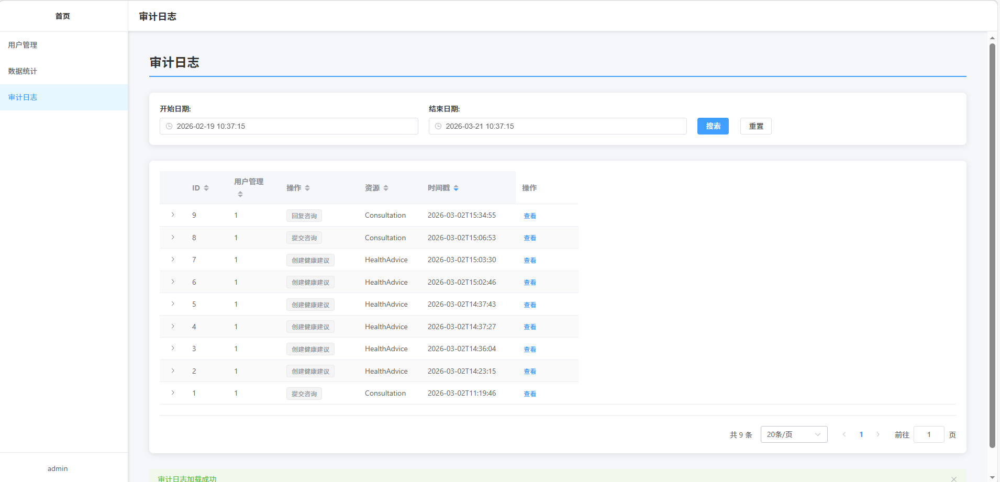 首页
审计日志
用户管理
数据统计
审计日志
admin
审计日志
开始日期:
结束日期:
2026-02-19 10:37:15
2026-03-21 10:37:15
搜索
重置
ID 用户管理 操作 资源 时间戳 操作
9 1 回复咨询 Consultation 2026-03-02T15:34:55 查看
8 1 提交咨询 Consultation 2026-03-02T15:06:53 查看
7 1 创建健康建议 HealthAdvice 2026-03-02T15:03:30 查看
6 1 创建健康建议 HealthAdvice 2026-03-02T15:02:46 查看
5 1 创建健康建议 HealthAdvice 2026-03-02T14:37:43 查看
4 1 创建健康建议 HealthAdvice 2026-03-02T14:37:27 查看
3 1 创建健康建议 HealthAdvice 2026-03-02T14:36:04 查看
2 1 创建健康建议 HealthAdvice 2026-03-02T14:23:15 查看
1 1 提交咨询 Consultation 2026-03-02T11:19:46 查看
共 9 条 20条/页 1 前往 1 页
审计日志加载成功